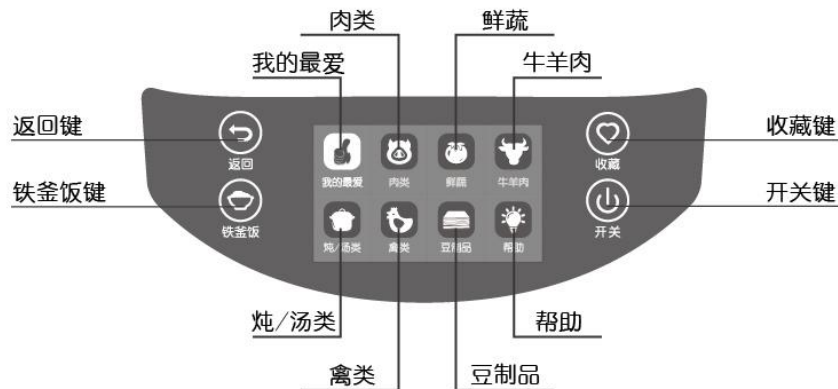 肉类
鲜蔬
我的最爱
牛羊肉
返回键
收藏键
返回
收藏
我的最爱
肉类
鲜蔬
牛羊肉
铁釜饭键
开关键
铁釜饭
开关
炖/汤类
禽类
豆制品
帮助
炖/汤类
帮助
禽类
豆制品